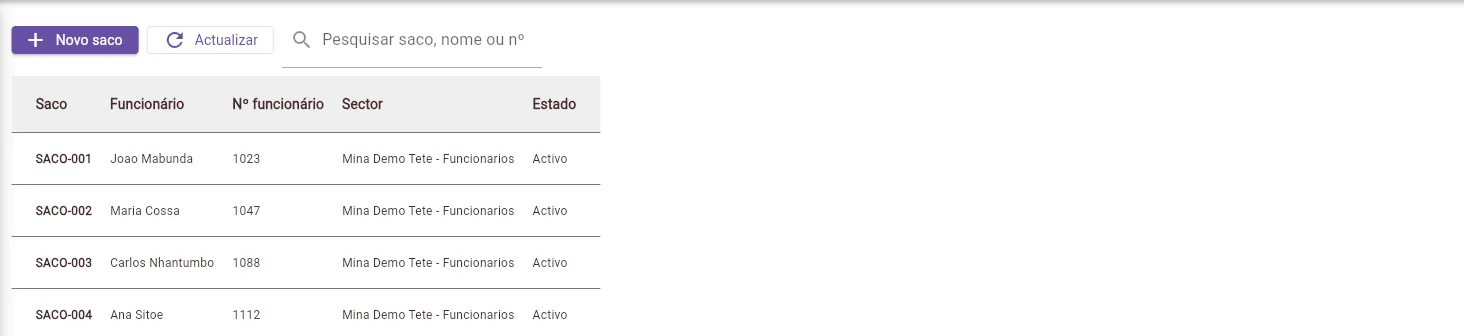 Novo saco Actualizar Pesquisar saco, nome ou nº
Saco Funcionário Nº funcionário Sector Estado
SACO-001 Joao Mabunda 1023 Mina Demo Tete - Funcionarios Activo
SACO-002 Maria Cossa 1047 Mina Demo Tete - Funcionarios Activo
SACO-003 Carlos Nhantumbo 1088 Mina Demo Tete - Funcionarios Activo
SACO-004 Ana Sitoe 1112 Mina Demo Tete - Funcionarios Activo